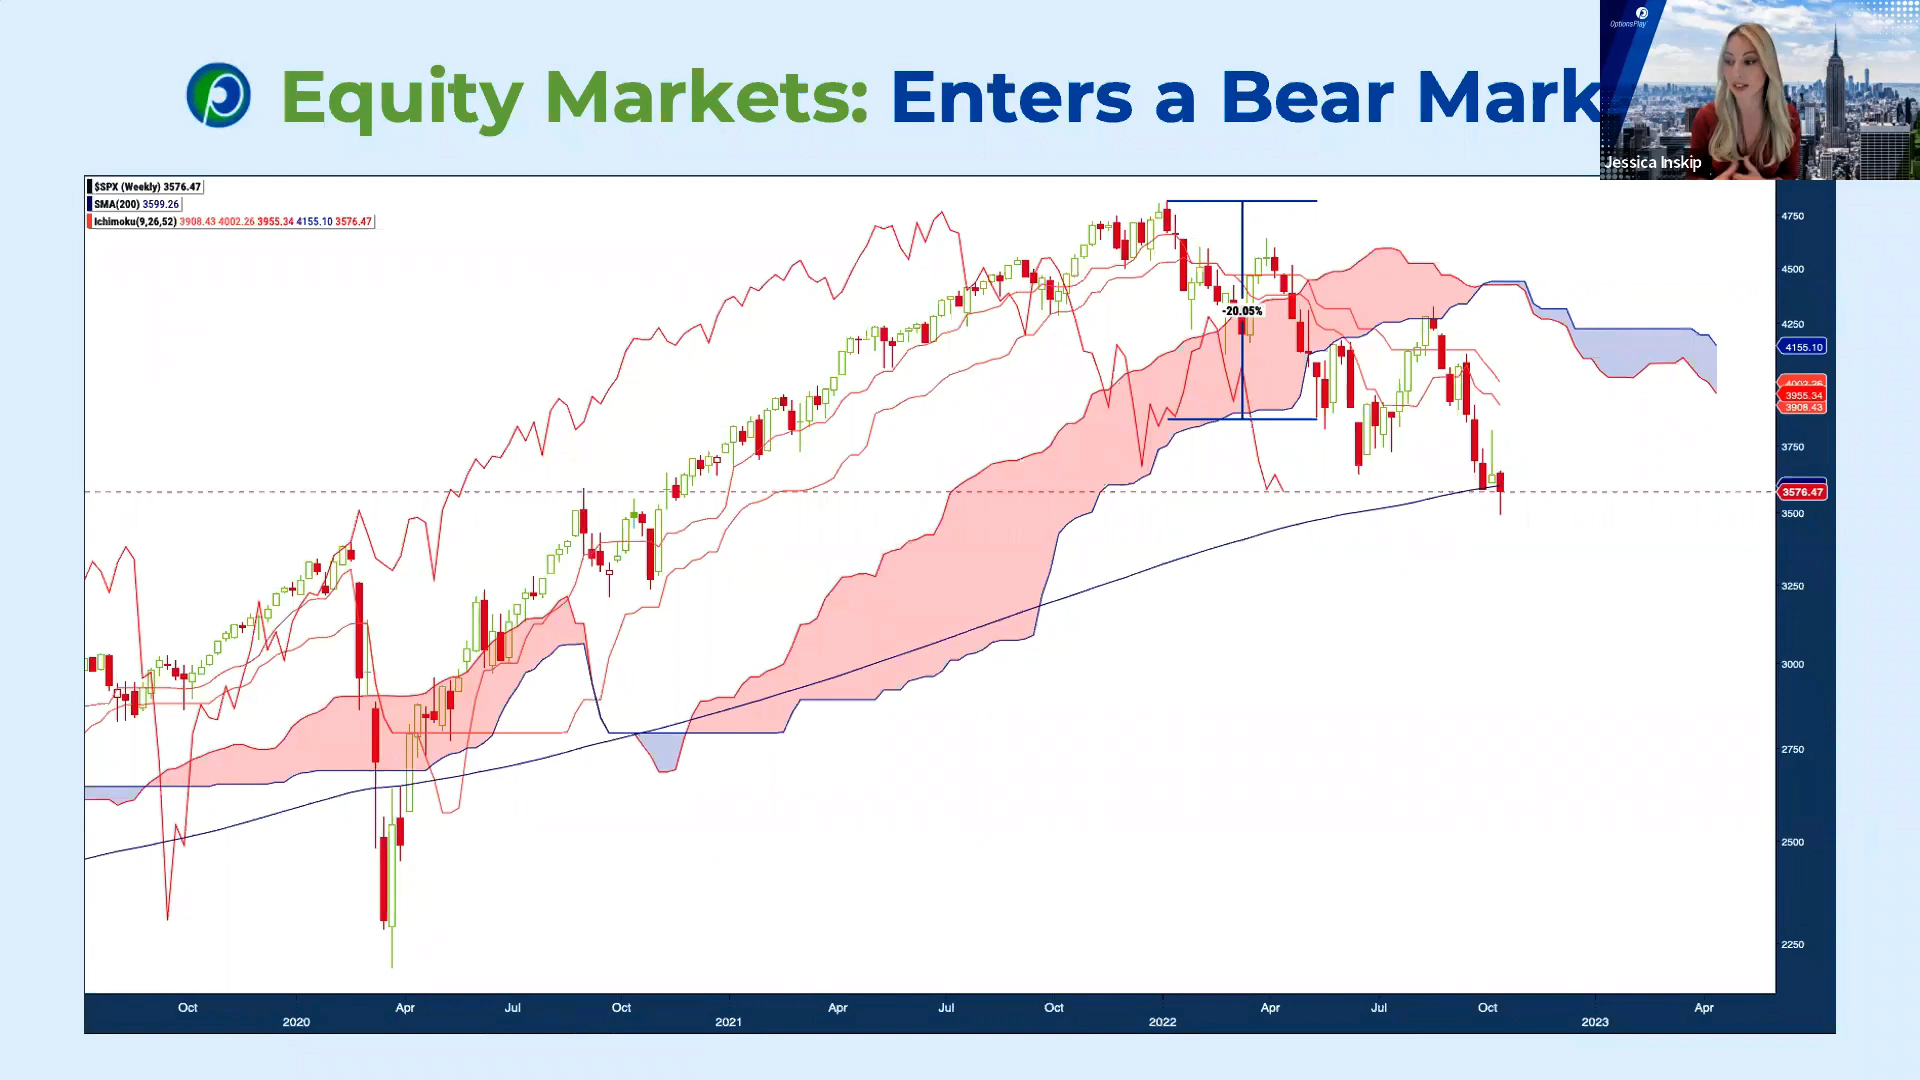 Equity Markets: Enters a Bear Mark
OptionsPlay
Jessica Inskip
$SPX (Weekly) 3576.47
SMA(200) 3599.26
Ichimoku(9,26,52) 3908.43 4002.26 3955.34 4155.10 3576.47
-20.05%
4750
4500
4250
4155.10
4002.26
3955.34
3908.43
3750
3576.47
3500
3250
3000
2750
2500
2250
Oct Apr Jul Oct Apr Jul Oct Apr Jul Oct Apr
2020 2021 2022 2023